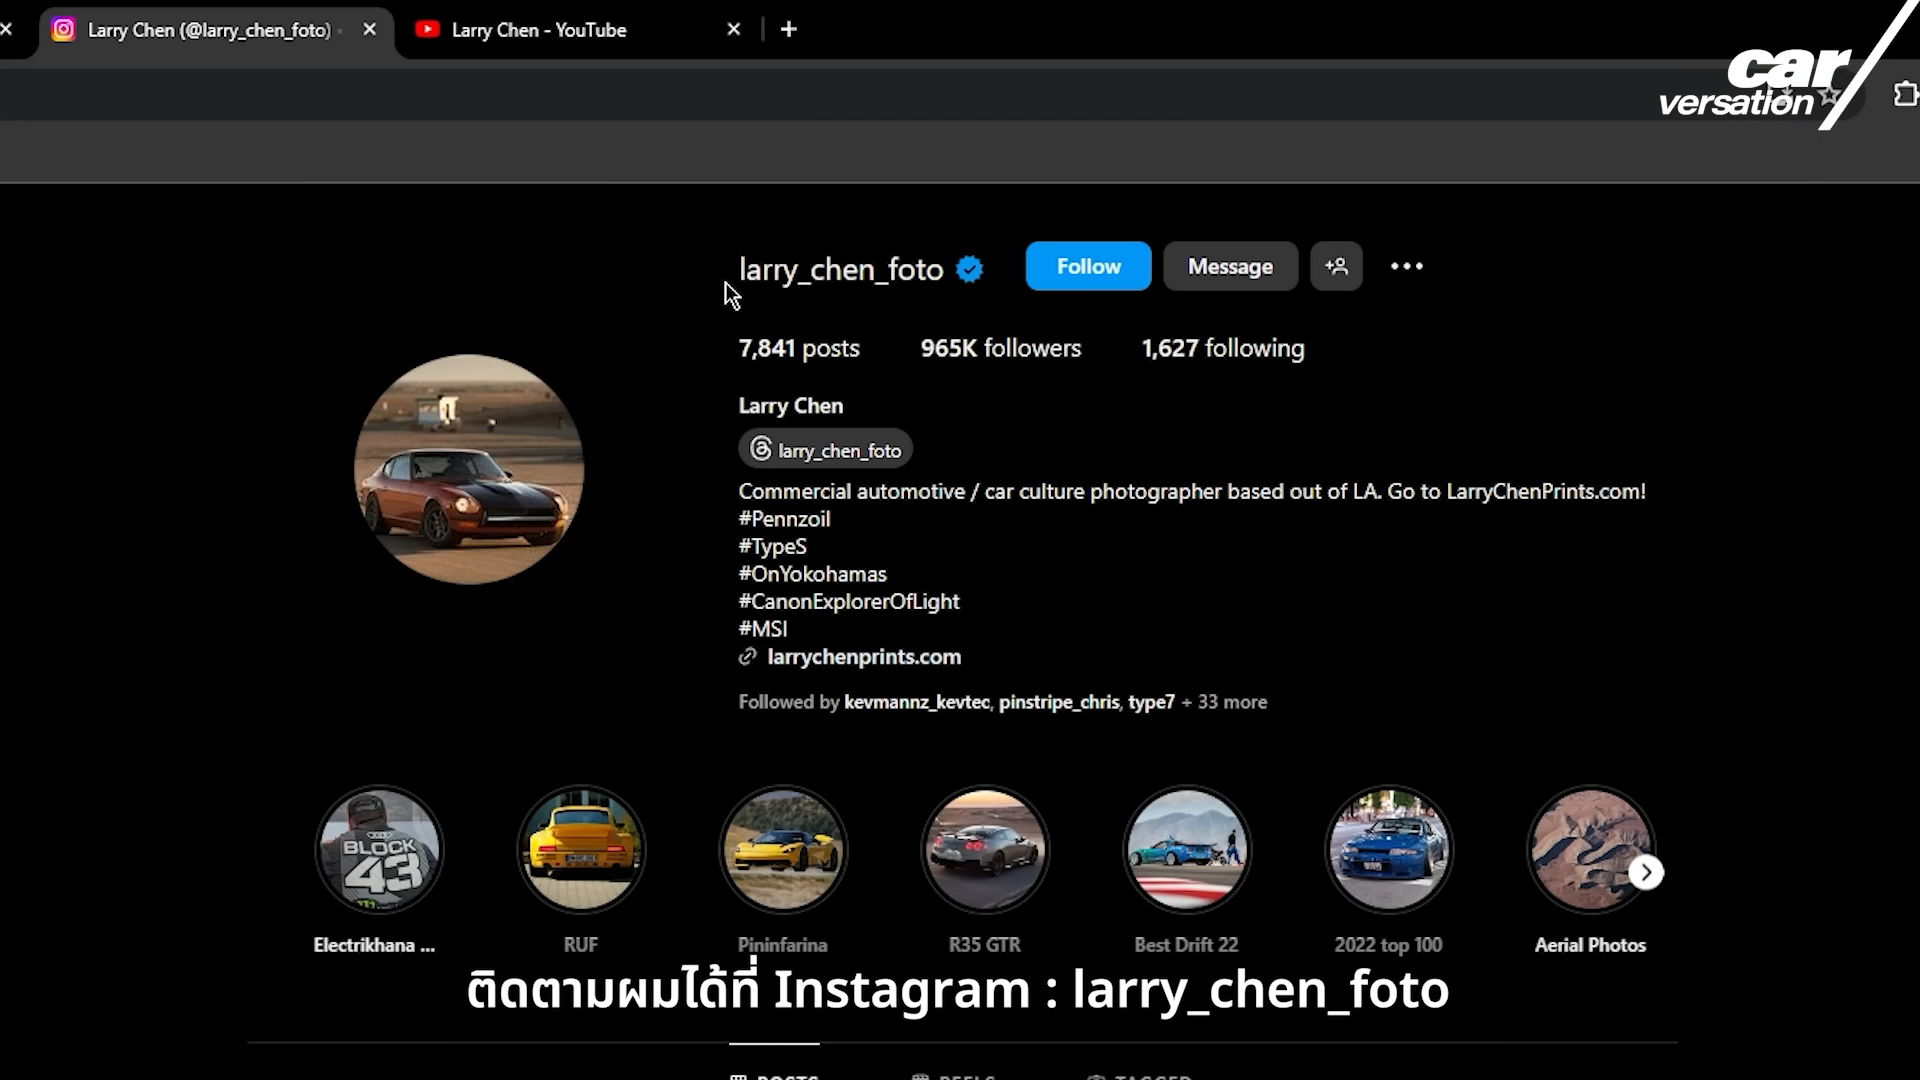 Larry Chen (@larry_chen_foto)
Larry Chen - YouTube
car
versation
larry_chen_foto
Follow
Message
7,841 posts
965K followers
1,627 following
Larry Chen
larry_chen_foto
Commercial automotive / car culture photographer based out of LA. Go to LarryChenPrints.com!
#Pennzoil
#TypeS
#OnYokohamas
#CanonExplorerOfLight
#MSI
larrychenprints.com
Followed by kevmannz_kevtec, pinstripe_chris, type7 + 33 more
BLOCK
43
Electrikhana ...
RUF
Pininfarina
R35 GTR
Best Drift 22
2022 top 100
Aerial Photos
ติดตามผมได้ที่ Instagram : larry_chen_foto
POSTS
REELS
TAGGED